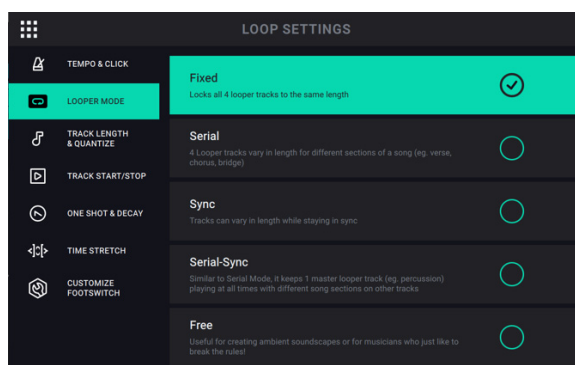 LOOP SETTINGS
TEMPO & CLICK
LOOPER MODE
TRACK LENGTH
& QUANTIZE
TRACK START/STOP
ONE SHOT & DECAY
TIME STRETCH
CUSTOMIZE
FOOTSWITCH
Fixed
Locks all 4 looper tracks to the same length
Serial
4 Looper tracks vary in length for different sections of a song (eg. verse,
chorus, bridge)
Sync
Tracks can vary in length while staying in sync
Serial-Sync
Similar to Serial Mode, it keeps 1 master looper track (eg. percussion)
playing at all times with different song sections on other tracks
Free
Useful for creating ambient soundscapes or for musicians who just like to
break the rules!